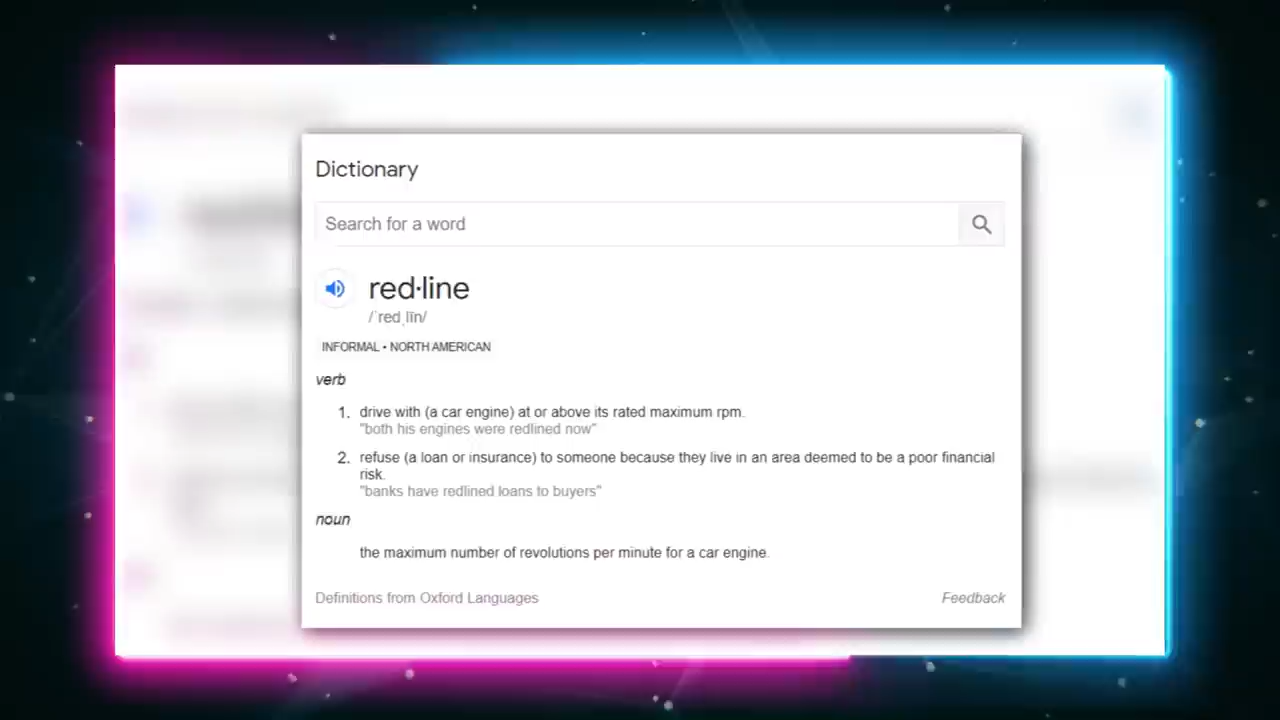 Dictionary
Search for a word
red·line
/ˈredˌlīn/
INFORMAL • NORTH AMERICAN
verb
1. drive with (a car engine) at or above its rated maximum rpm.
"both his engines were redlined now"
2. refuse (a loan or insurance) to someone because they live in an area deemed to be a poor financial
risk.
"banks have redlined loans to buyers"
noun
the maximum number of revolutions per minute for a car engine.
Definitions from Oxford Languages
Feedback